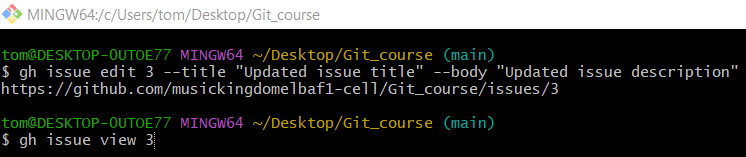 MINGW64:/c/Users/tom/Desktop/Git_course
tom@DESKTOP-OUTOE77 MINGW64 ~/Desktop/Git_course (main)
$ gh issue edit 3 --title "Updated issue title" --body "Updated issue description"
https://github.com/musickingdomelbaf1-cell/Git_course/issues/3
tom@DESKTOP-OUTOE77 MINGW64 ~/Desktop/Git_course (main)
$ gh issue view 3